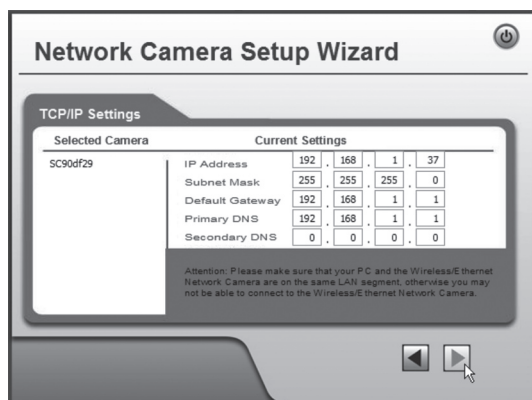 Network Camera Setup Wizard
TCP/IP Settings
Selected Camera Current Settings
SC90df29
IP Address 192 . 168 . 1 . 37
Subnet Mask 255 . 255 . 255 . 0
Default Gateway 192 . 168 . 1 . 1
Primary DNS 192 . 168 . 1 . 1
Secondary DNS 0 . 0 . 0 . 0
Attention: Please make sure that your PC and the Wireless/Ethernet
Network Camera are on the same LAN segment, otherwise you may
not be able to connect to the Wireless/Ethernet Network Camera.